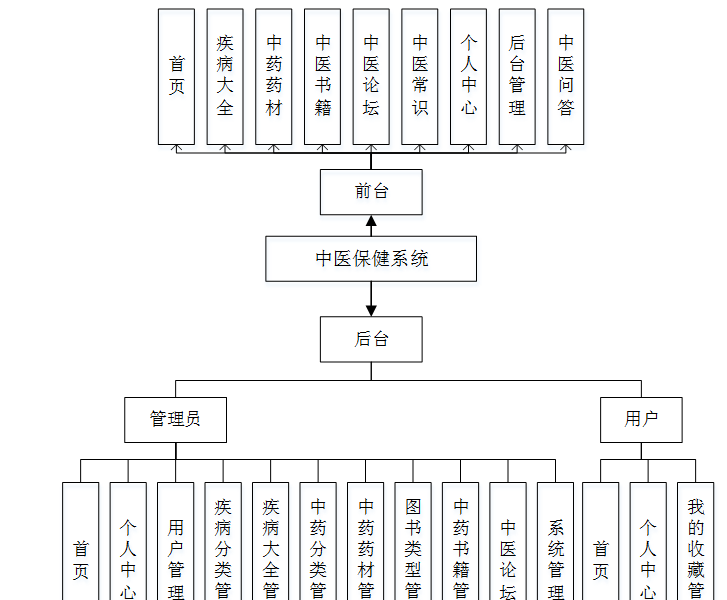 首页
疾病大全
中药药材
中医书籍
中医论坛
中医常识
个人中心
后台管理
中医问答
前台
中医保健系统
后台
管理员
用户
首页
个人中心
用户管理
疾病分类管
疾病大全管
中药分类管
中药药材管
图书类型管
中药书籍管
中医论坛
系统管理
首页
个人中心
我的收藏管